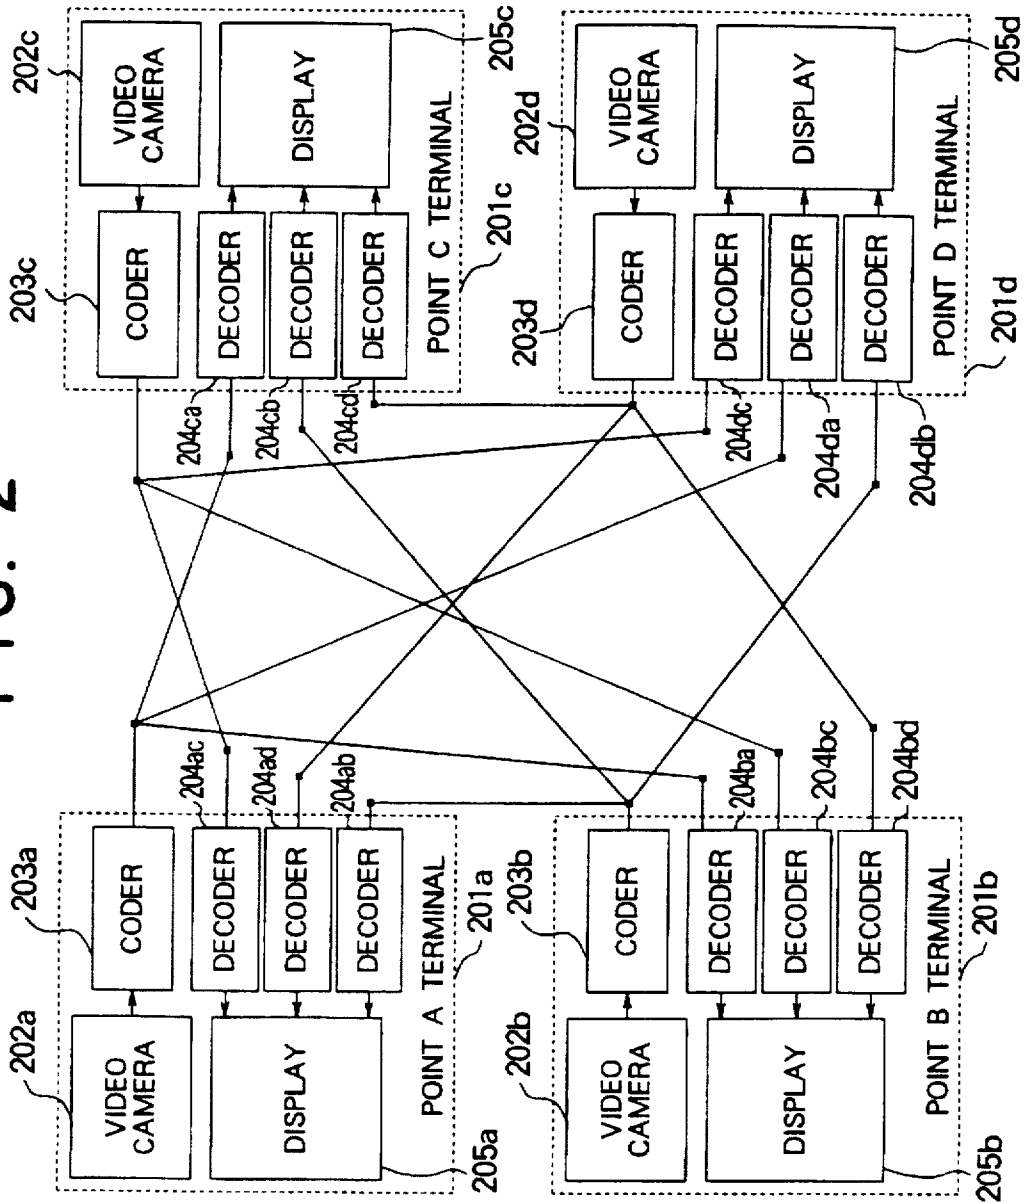 FIG. 2
202a
203a
VIDEO
CAMERA
CODER
204ac
DISPLAY
DECODER
204ad
DECODER
204ab
DECODER
205a
POINT A TERMINAL
201a
203c
202c
CODER
VIDEO
CAMERA
204ca
DECODER
DISPLAY
204cb
DECODER
204cd
DECODER
205c
POINT C TERMINAL
201c
202b
203b
VIDEO
CAMERA
CODER
204ba
DISPLAY
DECODER
204bc
DECODER
204bd
DECODER
205b
POINT B TERMINAL
201b
203d
202d
CODER
VIDEO
CAMERA
204dc
DECODER
DISPLAY
204da
DECODER
204db
DECODER
205d
POINT D TERMINAL
201d